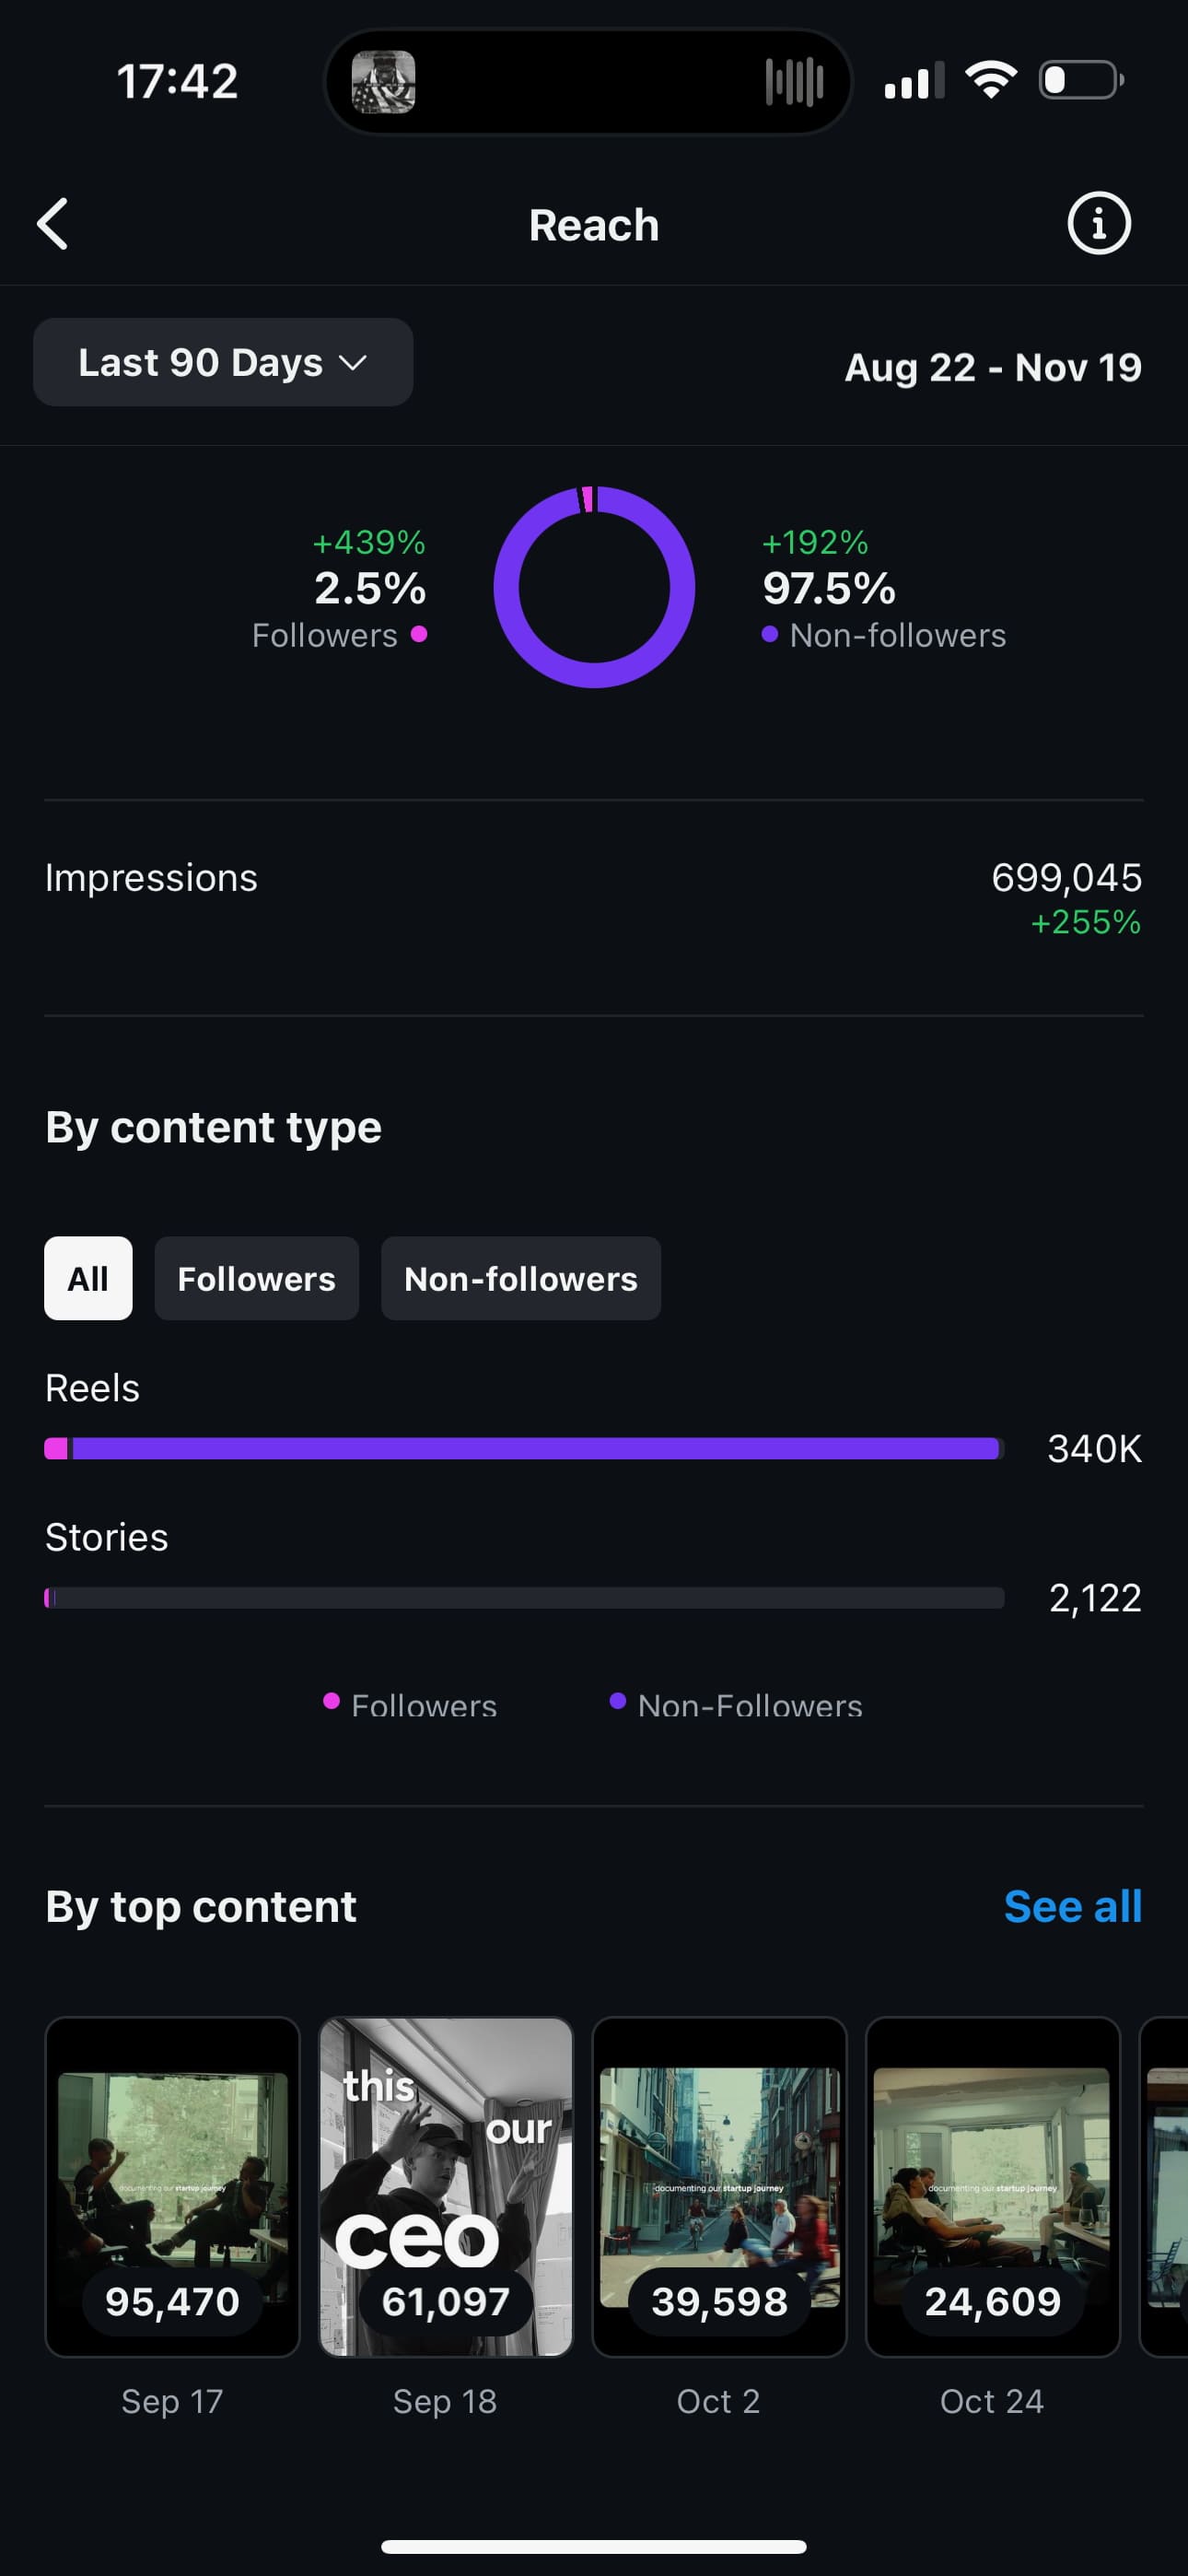 17:42
Reach
Last 90 Days
Aug 22 - Nov 19
+439%
2.5%
Followers
+192%
97.5%
Non-followers
Impressions
699,045
+255%
By content type
All
Followers
Non-followers
Reels
340K
Stories
2,122
Followers
Non-Followers
By top content
See all
documenting our startup journey
95,470
Sep 17
this
our
ceo
61,097
Sep 18
documenting our startup journey
39,598
Oct 2
documenting our startup journey
24,609
Oct 24